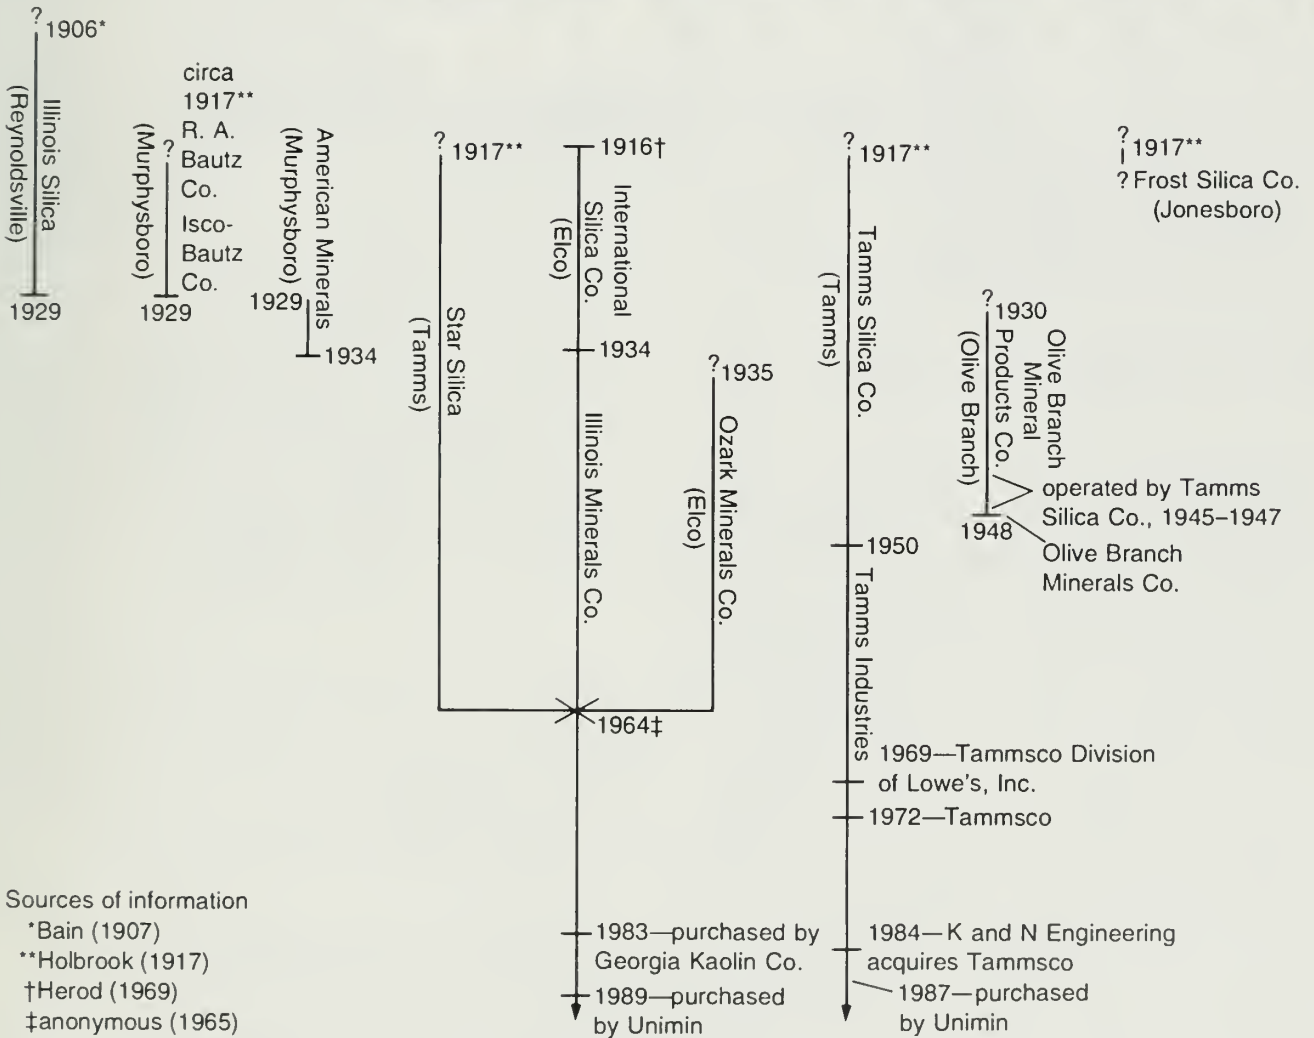 ?
1906*
Illinois Silica
(Reynoldsville)
1929
circa
1917**
?
R. A.
Bautz
Co.
Isco-
Bautz
Co.
(Murphysboro)
1929
American Minerals
(Murphysboro)
1929
1934
?
1917**
Star Silica
(Tamms)
1916†
International
Silica Co.
(Elco)
1934
Illinois Minerals Co.
?
1935
Ozark Minerals Co.
(Elco)
1964‡
1983—purchased by
Georgia Kaolin Co.
1989—purchased
by Unimin
?
1917**
Tamms Silica Co.
(Tamms)
1950
Tamms Industries
1969—Tammsco Division
of Lowe's, Inc.
1972—Tammsco
1984—K and N Engineering
acquires Tammsco
1987—purchased
by Unimin
?
1930
Olive Branch
Mineral
Products Co.
(Olive Branch)
operated by Tamms
Silica Co., 1945–1947
1948
Olive Branch
Minerals Co.
?
1917**
? Frost Silica Co.
(Jonesboro)
Sources of information
*Bain (1907)
**Holbrook (1917)
†Herod (1969)
‡anonymous (1965)